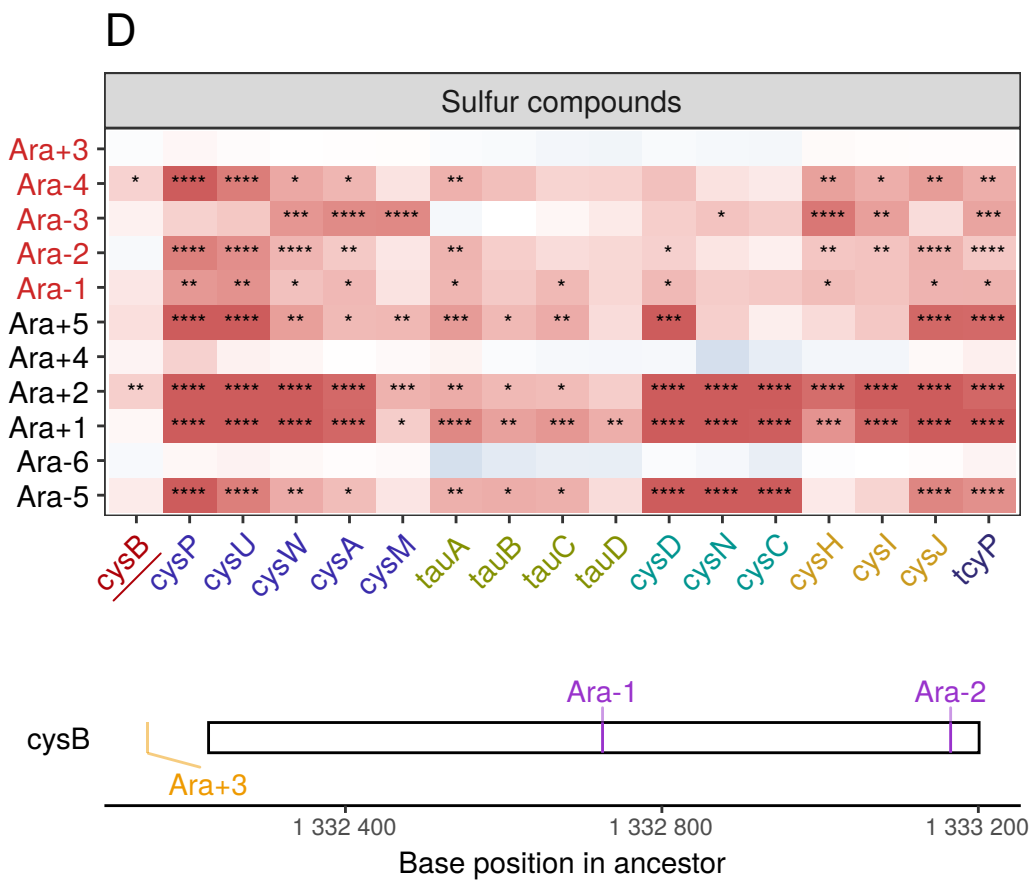 D
Sulfur compounds
Ara+3
Ara-4 * **** **** * * ** ** * ** **
Ara-3 *** **** **** * **** ** ***
Ara-2 **** **** **** ** ** * ** ** **** ****
Ara-1 ** ** * * * * * * * *
Ara+5 **** **** ** * ** *** * ** *** **** ****
Ara+4
Ara+2 ** **** **** **** **** *** ** * * **** **** **** **** **** **** ****
Ara+1 **** **** **** **** * **** ** *** ** **** **** **** *** **** **** ****
Ara-6
Ara-5 **** **** ** * ** * * **** **** **** **** ****
cysB cysP cysU cysW cysA cysM tauA tauB tauC tauD cysD cysN cysC cysH cysI cysJ tcyP
Ara-1 Ara-2
cysB
Ara+3
1 332 400 1 332 800 1 333 200
Base position in ancestor